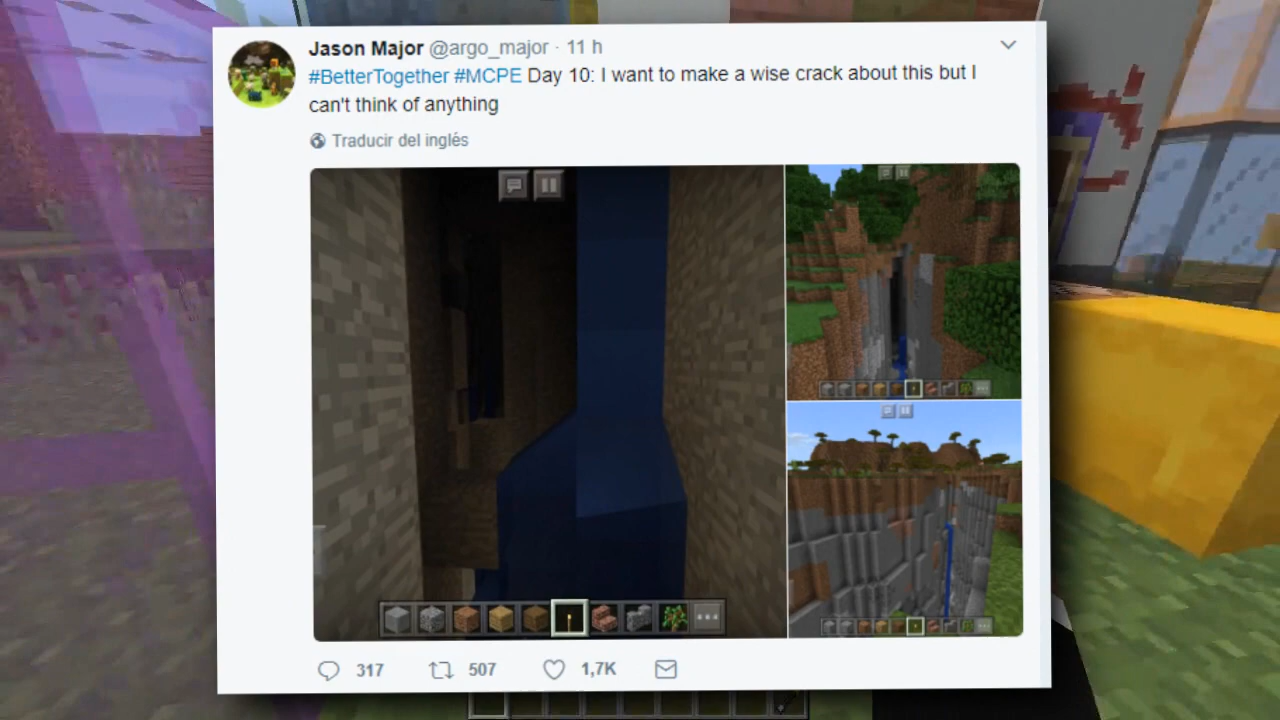 Jason Major @argo_major · 11 h
#BetterTogether #MCPE Day 10: I want to make a wise crack about this but I
can't think of anything
Traducir del inglés
317 507 1,7K